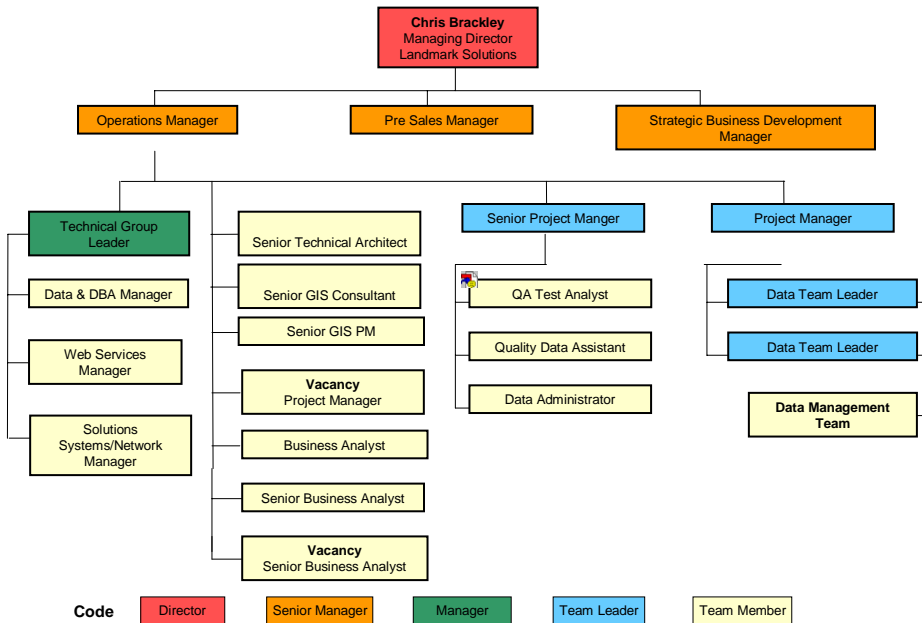 Chris Brackley
Managing Director
Landmark Solutions
Operations Manager
Pre Sales Manager
Strategic Business Development
Manager
Technical Group
Leader
Data & DBA Manager
Web Services
Manager
Solutions
Systems/Network
Manager
Senior Technical Architect
Senior GIS Consultant
Senior GIS PM
Vacancy
Project Manager
Business Analyst
Senior Business Analyst
Vacancy
Senior Business Analyst
Senior Project Manger
QA Test Analyst
Quality Data Assistant
Data Administrator
Project Manager
Data Team Leader
Data Team Leader
Data Management
Team
Code
Director
Senior Manager
Manager
Team Leader
Team Member